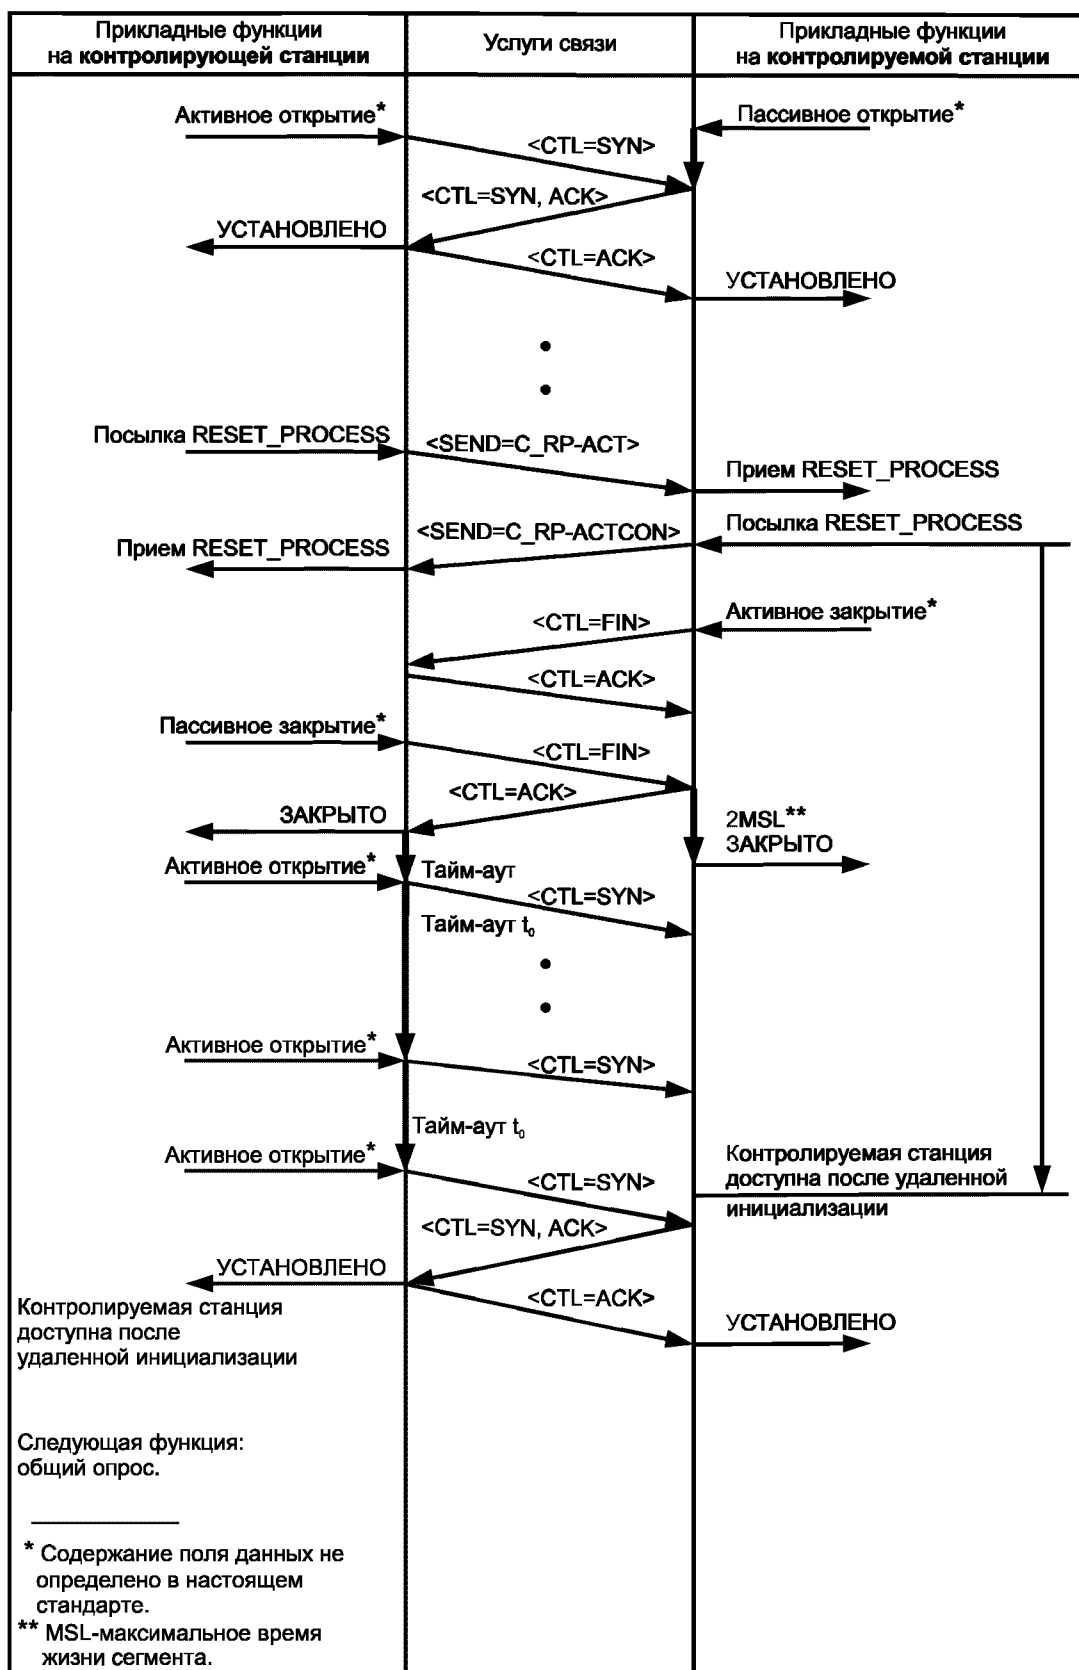 Прикладные функции
на контролирующей станции
Услуги связи
Прикладные функции
на контролируемой станции
Активное открытие*
Пассивное открытие*
<CTL=SYN>
<CTL=SYN, ACK>
УСТАНОВЛЕНО
<CTL=ACK>
УСТАНОВЛЕНО
Посылка RESET_PROCESS
<SEND=C_RP-ACT>
Прием RESET_PROCESS
Посылка RESET_PROCESS
<SEND=C_RP-ACTCON>
Прием RESET_PROCESS
Активное закрытие*
<CTL=FIN>
<CTL=ACK>
Пассивное закрытие*
<CTL=FIN>
<CTL=ACK>
ЗАКРЫТО
2MSL**
ЗАКРЫТО
Активное открытие*
Тайм-аут
<CTL=SYN>
Тайм-аут t₀
Активное открытие*
<CTL=SYN>
Тайм-аут t₀
Активное открытие*
<CTL=SYN>
Контролируемая станция
доступна после удаленной
инициализации
<CTL=SYN, ACK>
УСТАНОВЛЕНО
<CTL=ACK>
УСТАНОВЛЕНО
Контролируемая станция
доступна после
удаленной инициализации
Следующая функция:
общий опрос.
* Содержание поля данных не
определено в настоящем
стандарте.
** MSL-максимальное время
жизни сегмента.